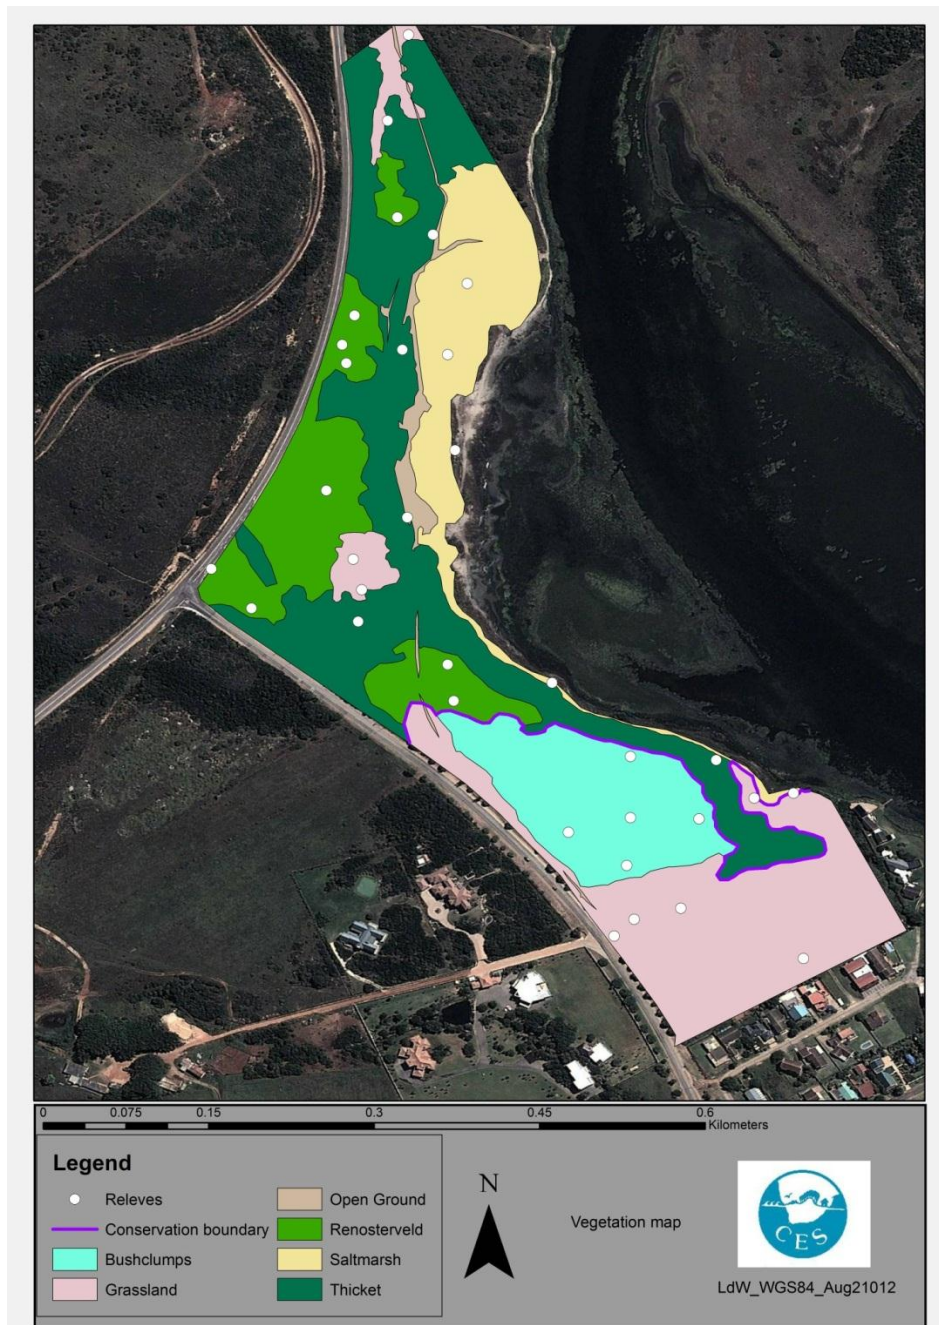 0 0.075 0.15 0.3 0.45 0.6
Kilometers
Legend
Releves
Conservation boundary
Bushclumps
Grassland
Open Ground
Renosterveld
Saltmarsh
Thicket
N
Vegetation map
CES
LdW_WGS84_Aug21012